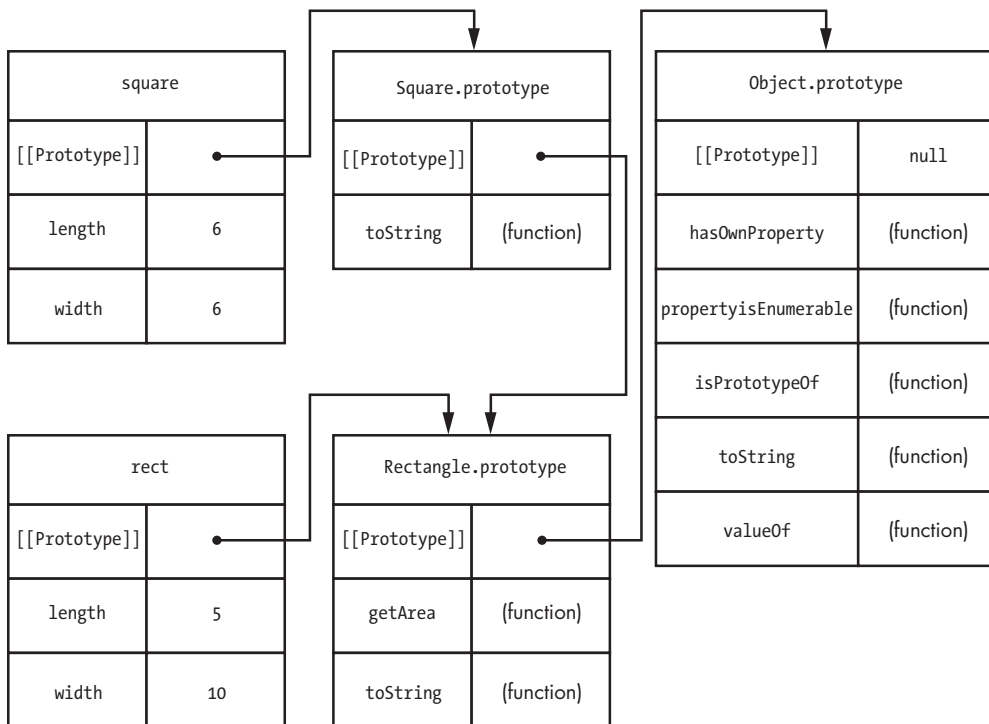 square
[[Prototype]]
length 6
width 6
Square.prototype
[[Prototype]]
toString (function)
Object.prototype
[[Prototype]] null
hasOwnProperty (function)
propertyisEnumerable (function)
isPrototypeOf (function)
toString (function)
valueOf (function)
rect
[[Prototype]]
length 5
width 10
Rectangle.prototype
[[Prototype]]
getArea (function)
toString (function)